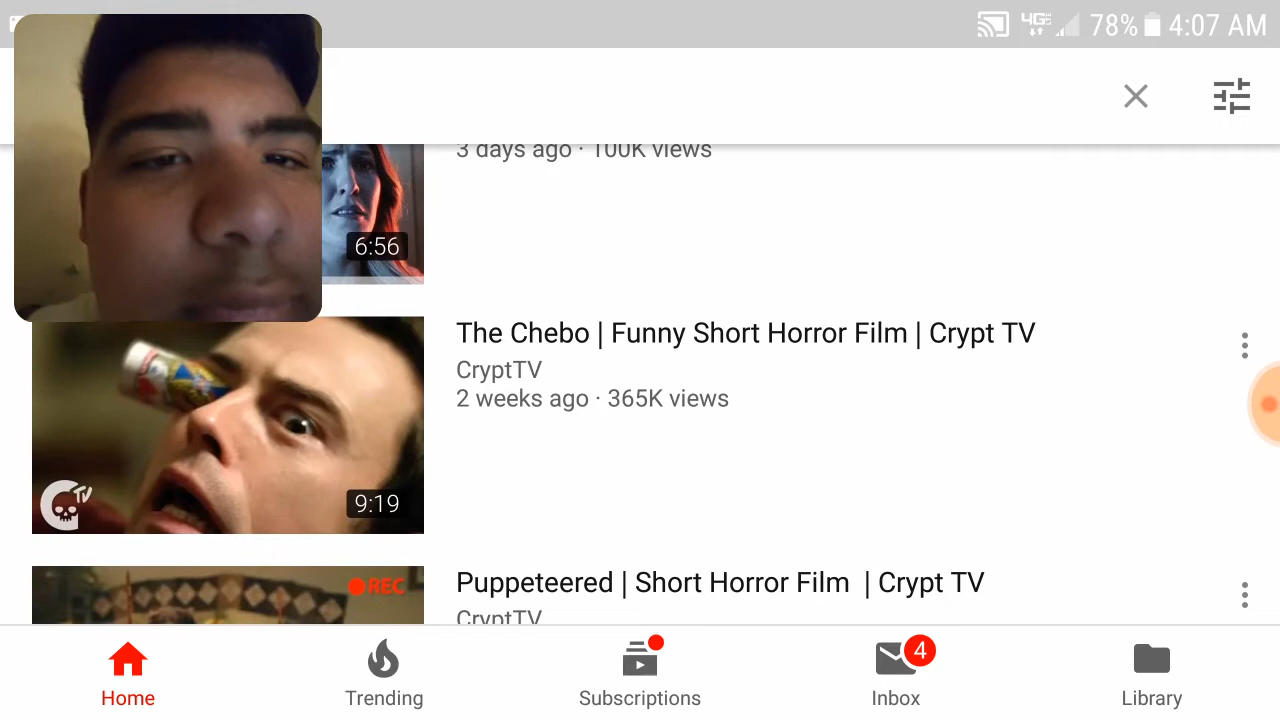 4G 78% 4:07 AM
3 days ago · 100K views
6:56
The Chebo | Funny Short Horror Film | Crypt TV
CryptTV
2 weeks ago · 365K views
TV
9:19
REC
Puppeteered | Short Horror Film | Crypt TV
CryptTV
4
Home Trending Subscriptions Inbox Library